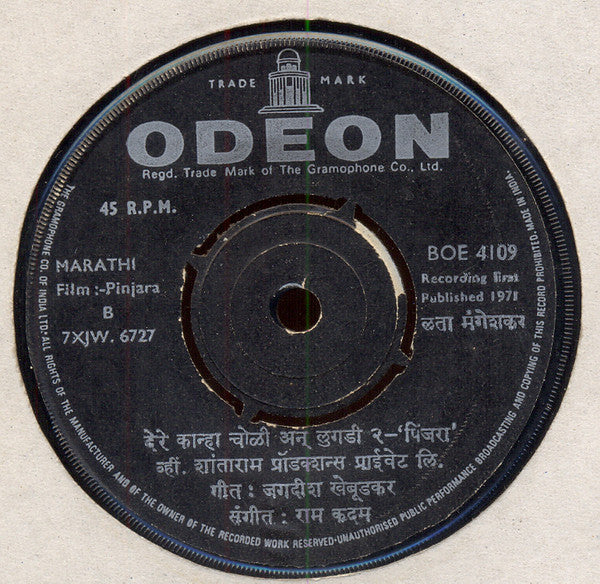 TRADE MARK
ODEON
Regd. Trade Mark of The Gramophone Co., Ltd.
45 R.P.M.
MARATHI
Film :-Pinjara
B
7XJW. 6727
BOE 4109
Recording first
Published 1971
लता मंगेशकर
देरे कान्हा चोळी अन् लुगडी २-'पिंजरा'
व्ही. शांताराम प्रॉडक्शन्स प्राईवेट लि.
गीत : जगदीश खेबूडकर
संगीत : राम कदम
THE GRAMOPHONE CO. OF INDIA LTD. ALL RIGHTS OF THE MANUFACTURER AND OF THE OWNER OF THE RECORDED WORK RESERVED-UNAUTHORISED PUBLIC PERFORMANCE BROADCASTING AND COPYING OF THIS RECORD PROHIBITED. MADE IN INDIA.